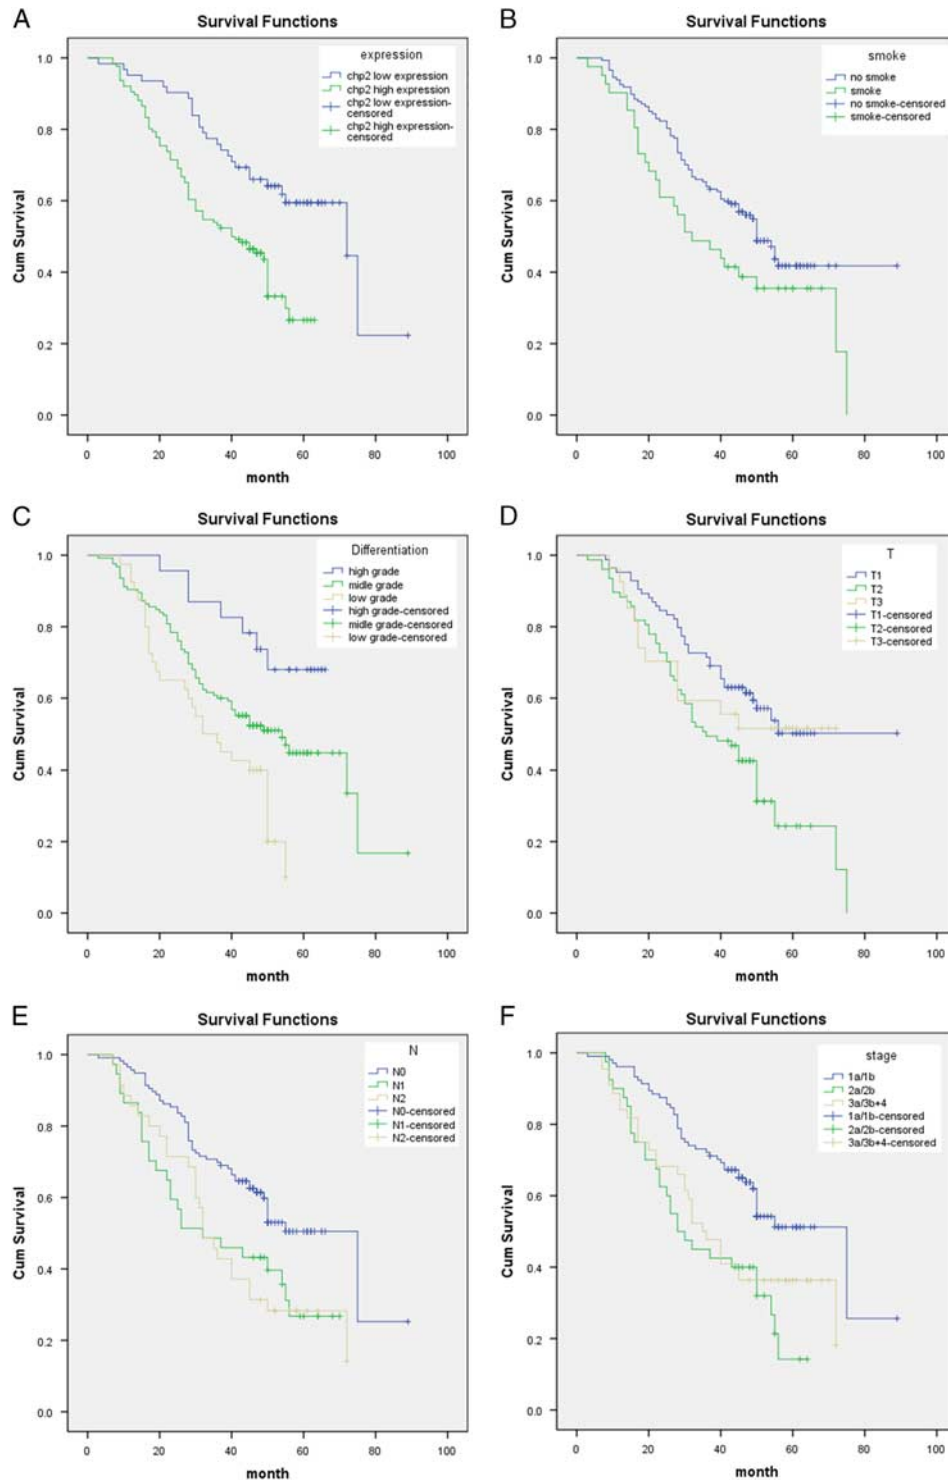 A
Survival Functions
expression
chp2 low expression
chp2 high expression
chp2 low expression-
censored
chp2 high expression-
censored
Cum Survival
1.0
0.8
0.6
0.4
0.2
0.0
0 20 40 60 80 100
month
B
Survival Functions
smoke
no smoke
smoke
no smoke-censored
smoke-censored
Cum Survival
1.0
0.8
0.6
0.4
0.2
0.0
0 20 40 60 80 100
month
C
Survival Functions
Differentiation
high grade
midle grade
low grade
high grade-censored
midle grade-censored
low grade-censored
Cum Survival
1.0
0.8
0.6
0.4
0.2
0.0
0 20 40 60 80 100
month
D
Survival Functions
T
T1
T2
T3
T1-censored
T2-censored
T3-censored
Cum Survival
1.0
0.8
0.6
0.4
0.2
0.0
0 20 40 60 80 100
month
E
Survival Functions
N
N0
N1
N2
N0-censored
N1-censored
N2-censored
Cum Survival
1.0
0.8
0.6
0.4
0.2
0.0
0 20 40 60 80 100
month
F
Survival Functions
stage
1a/1b
2a/2b
3a/3b+4
1a/1b-censored
2a/2b-censored
3a/3b+4-censored
Cum Survival
1.0
0.8
0.6
0.4
0.2
0.0
0 20 40 60 80 100
month